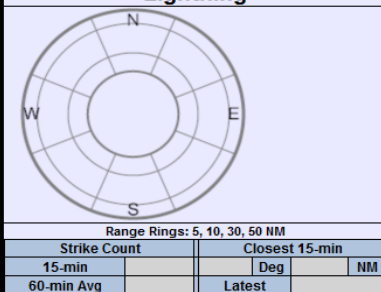 Lightning
N
W E
S
Range Rings: 5, 10, 30, 50 NM
Strike Count Closest 15-min
15-min Deg NM
60-min Avg Latest